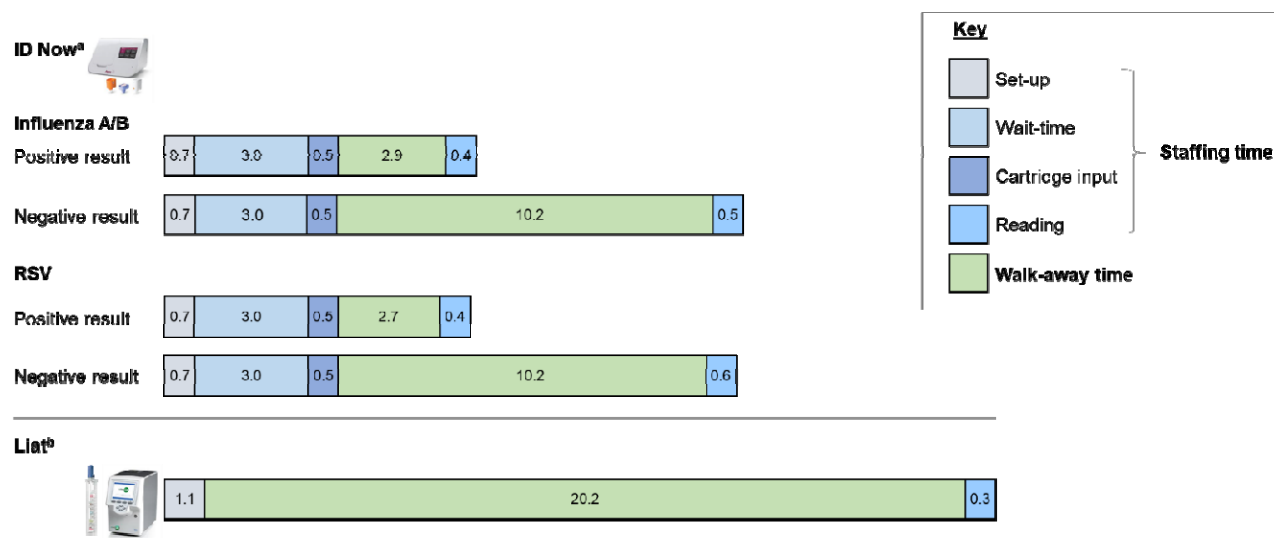 ID Nowᵃ
Key
Set-up
Wait-time
Cartricge input
Reading
Walk-away time
Staffing time
Influenza A/B
Positive result 0.7 3.0 0.5 2.9 0.4
Negative result 0.7 3.0 0.5 10.2 0.5
RSV
Positive result 0.7 3.0 0.5 2.7 0.4
Negative result 0.7 3.0 0.5 10.2 0.6
Liatᵇ
1.1 20.2 0.3